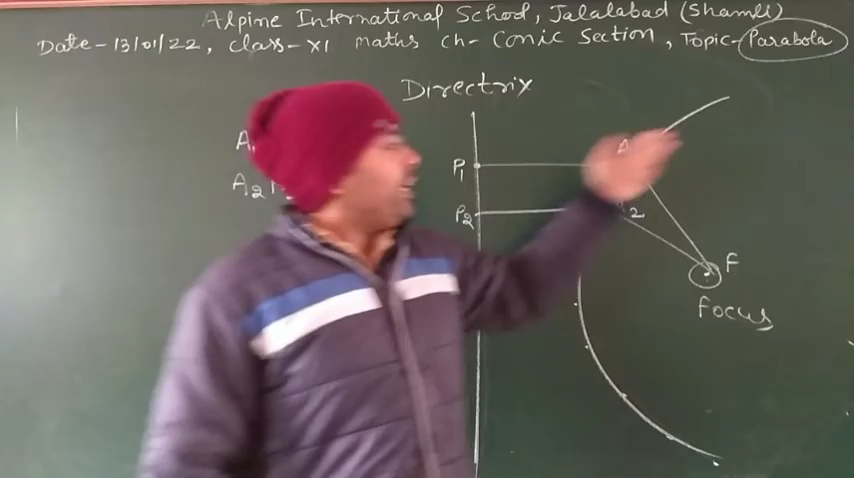 Alpine International School, Jalalabad (Shamli)
Date-13/01/22, class-XI maths ch- Conic Section, Topic-Parabola
Directrix
A
P1
A2
P2
2
F
Focus